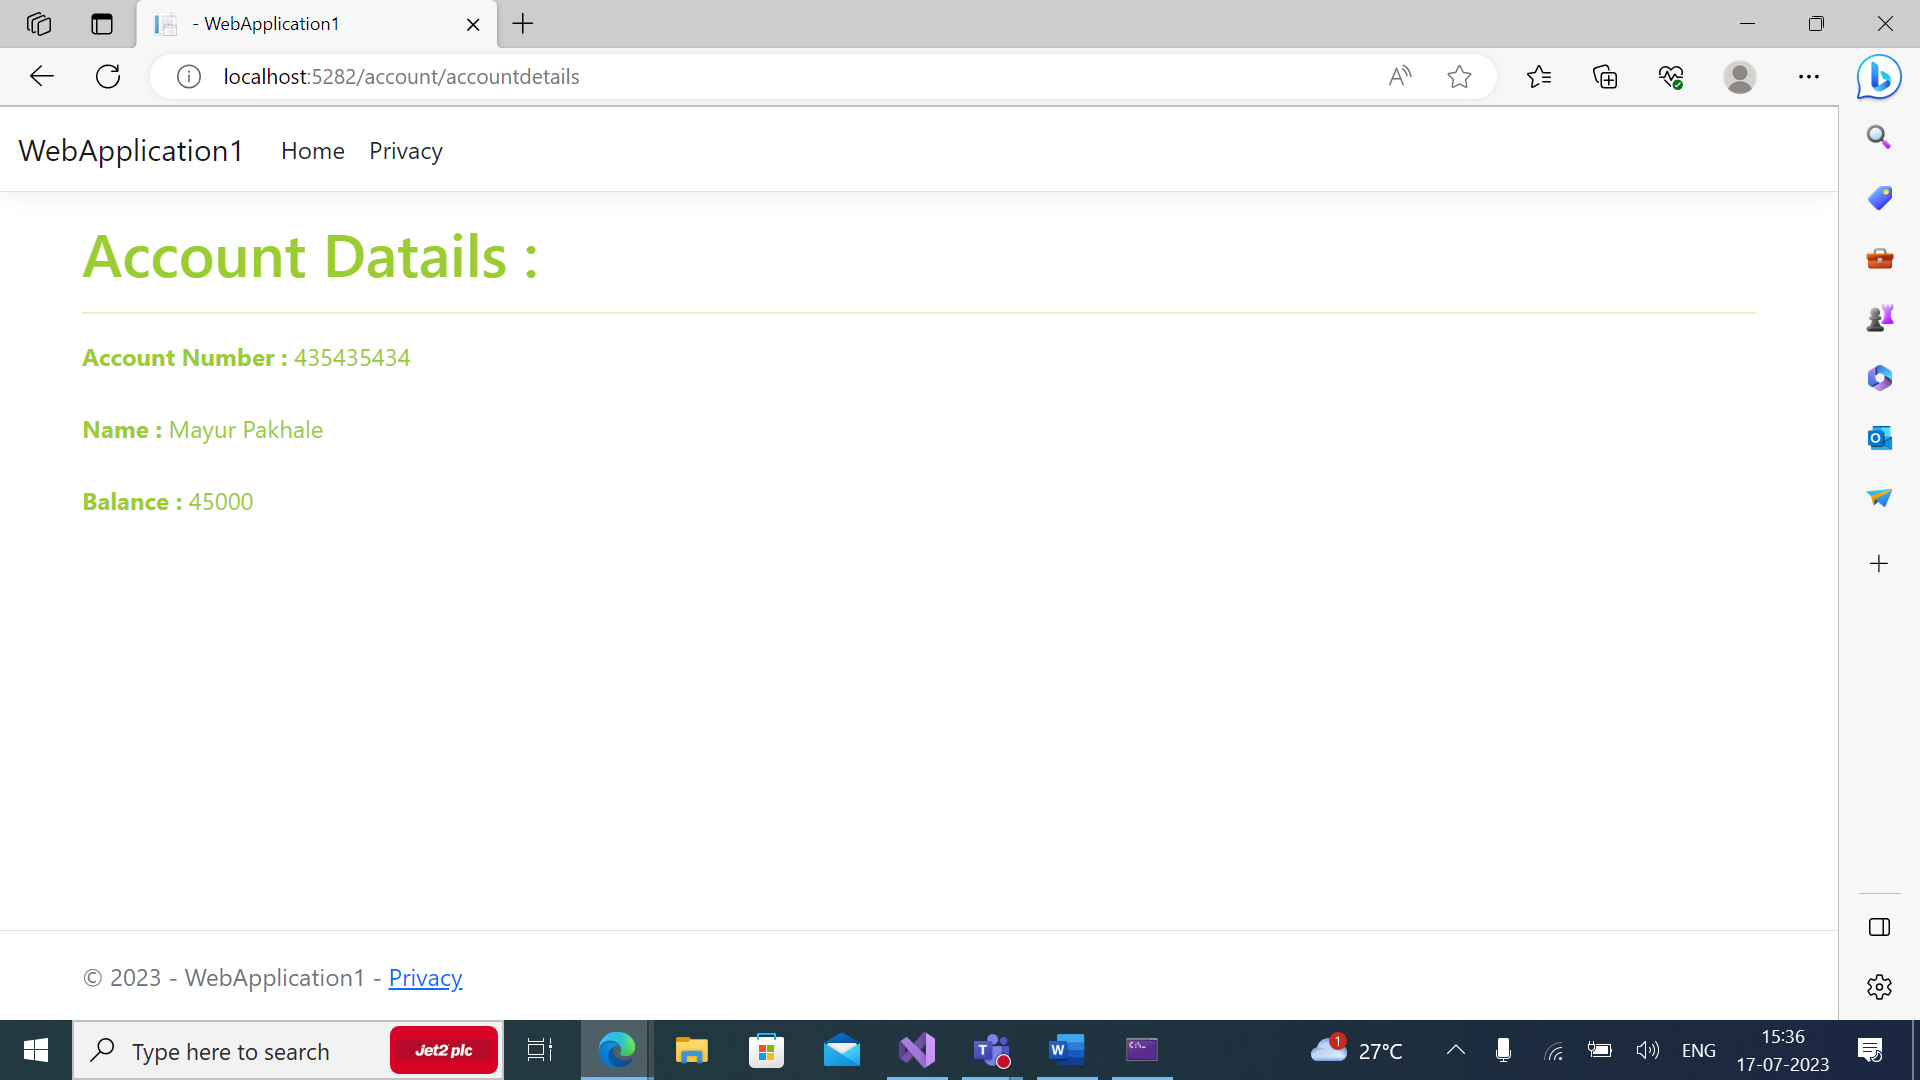 - WebApplication1
localhost:5282/account/accountdetails
WebApplication1 Home Privacy
Account Datails :
Account Number : 435435434
Name : Mayur Pakhale
Balance : 45000
© 2023 - WebApplication1 - Privacy
Type here to search
Jet2 plc
1
27°C
ENG
15:36
17-07-2023